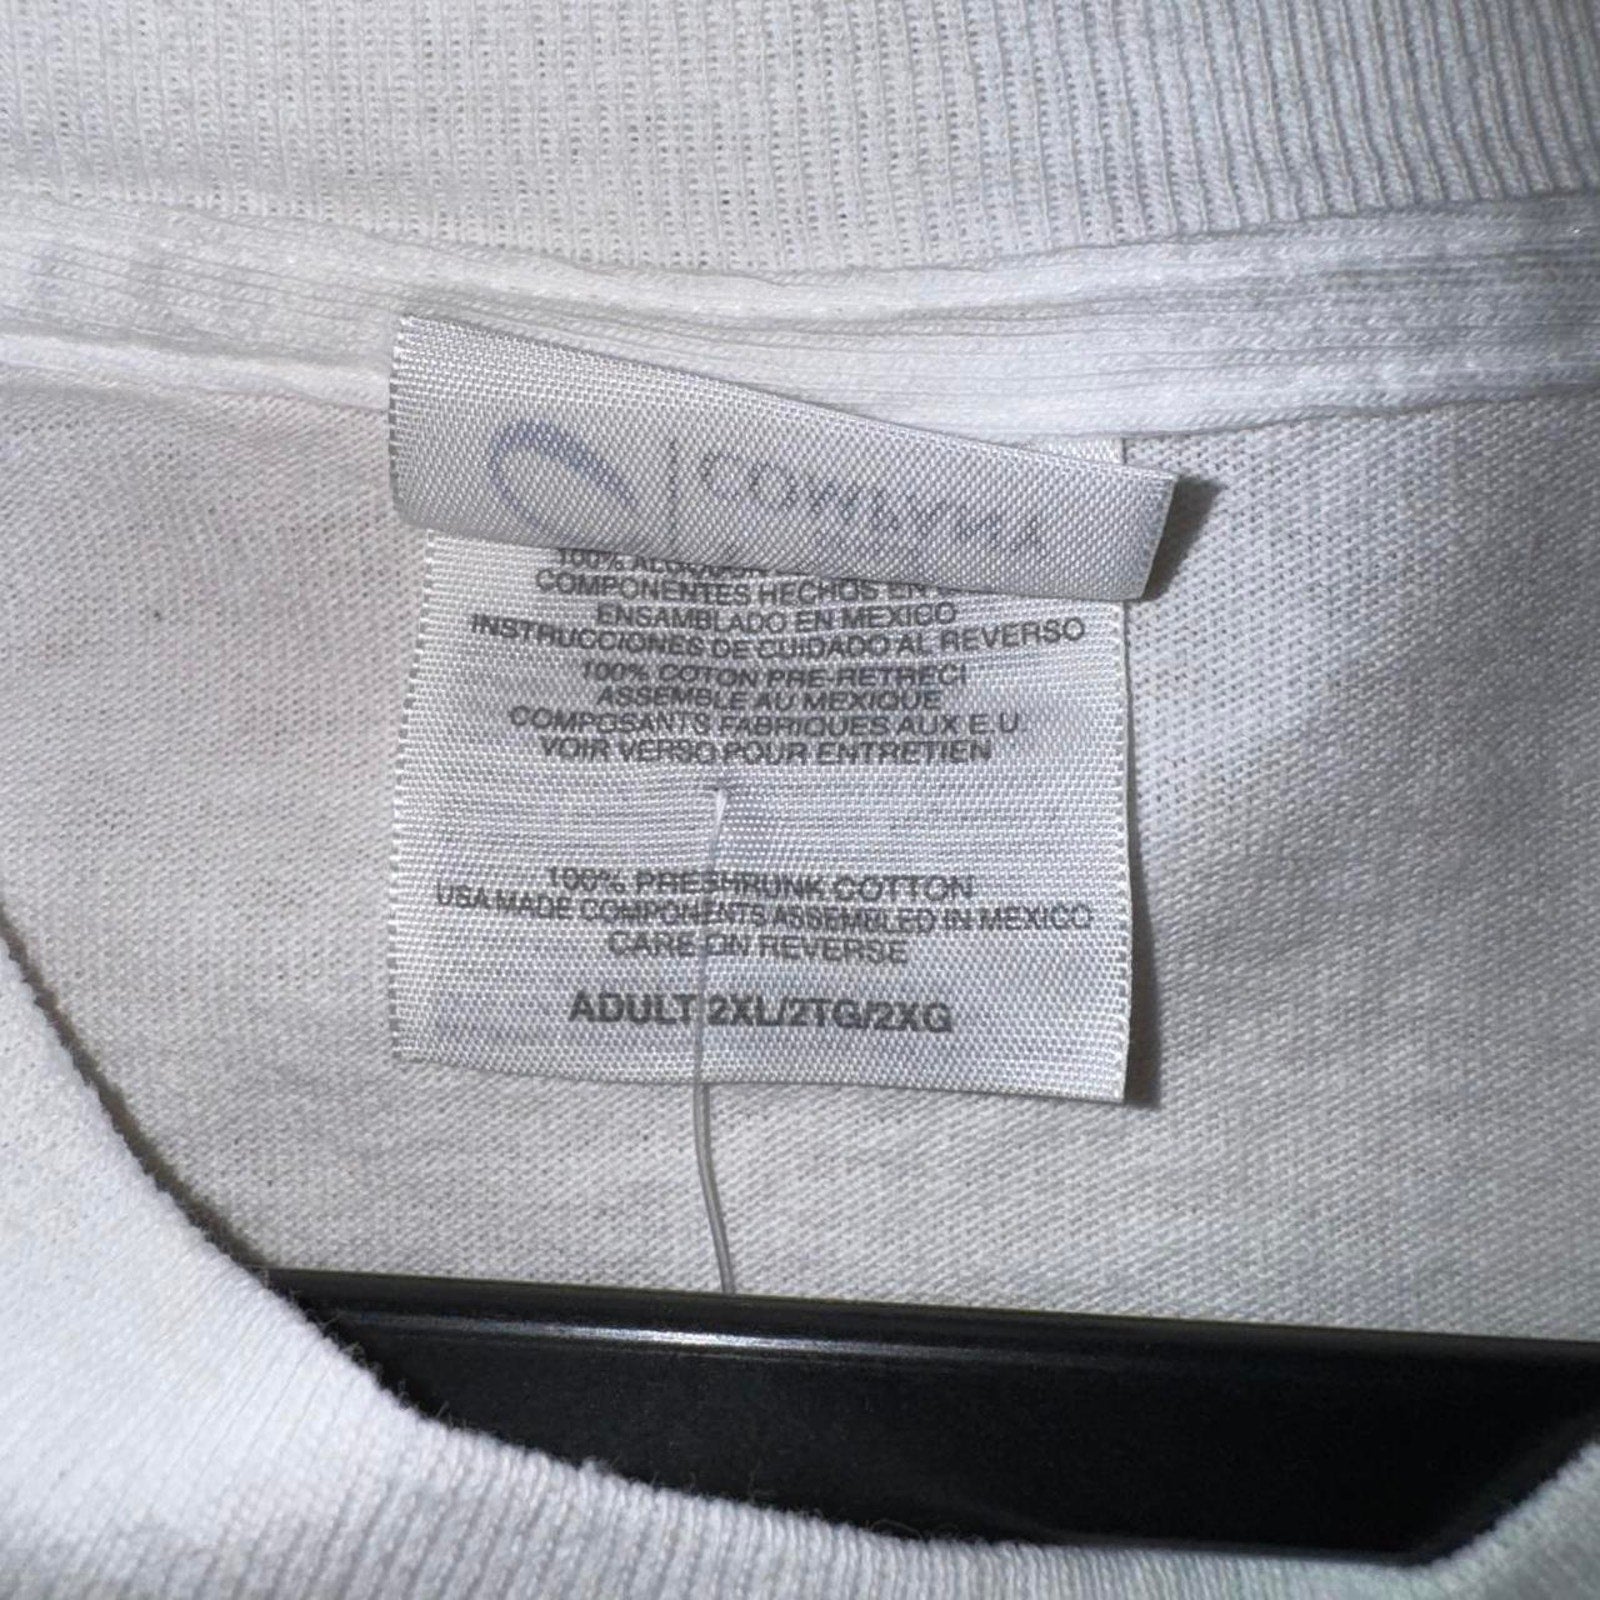 100% ALGODON
COMPONENTES HECHOS EN
ENSAMBLADO EN MEXICO
INSTRUCCIONES DE CUIDADO AL REVERSO
100% COTON PRE-RETRECI
ASSEMBLE AU MEXIQUE
COMPOSANTS FABRIQUES AUX E.U.
VOIR VERSO POUR ENTRETIEN
100% PRESHRUNK COTTON
USA MADE COMPONENTS ASSEMBLED IN MEXICO
CARE ON REVERSE
ADULT 2XL/2TG/2XG